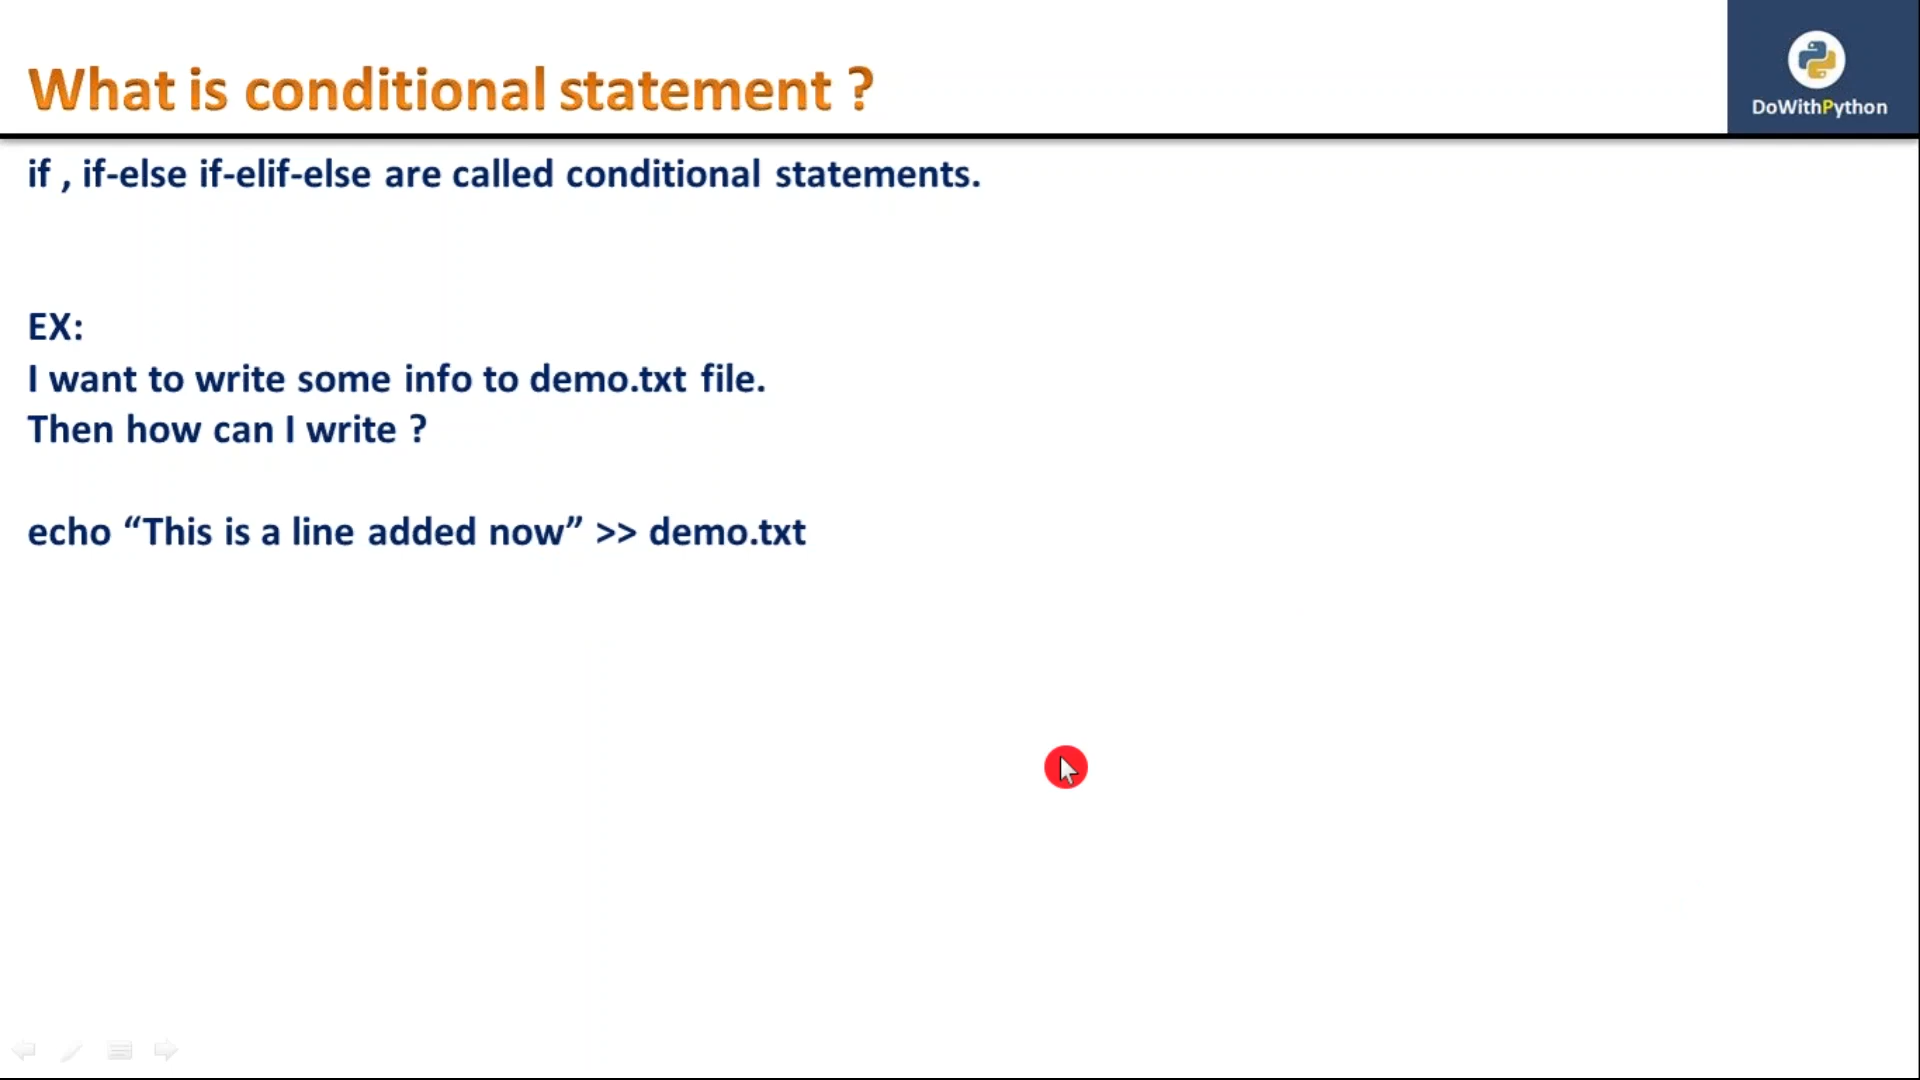 What is conditional statement ?
DoWithPython
if , if-else if-elif-else are called conditional statements.
EX:
I want to write some info to demo.txt file.
Then how can I write ?
echo “This is a line added now” >> demo.txt